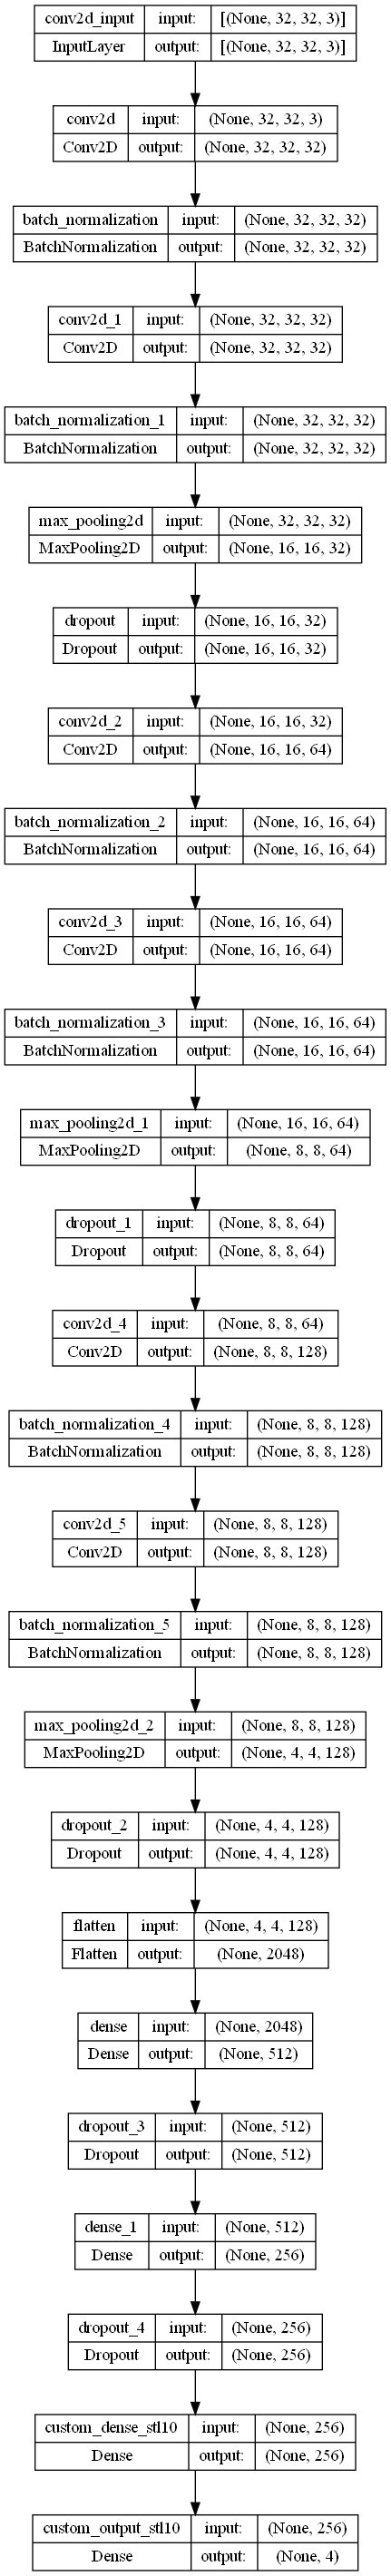 conv2d_input input: [(None, 32, 32, 3)]
InputLayer output: [(None, 32, 32, 3)]
conv2d input: (None, 32, 32, 3)
Conv2D output: (None, 32, 32, 32)
batch_normalization input: (None, 32, 32, 32)
BatchNormalization output: (None, 32, 32, 32)
conv2d_1 input: (None, 32, 32, 32)
Conv2D output: (None, 32, 32, 32)
batch_normalization_1 input: (None, 32, 32, 32)
BatchNormalization output: (None, 32, 32, 32)
max_pooling2d input: (None, 32, 32, 32)
MaxPooling2D output: (None, 16, 16, 32)
dropout input: (None, 16, 16, 32)
Dropout output: (None, 16, 16, 32)
conv2d_2 input: (None, 16, 16, 32)
Conv2D output: (None, 16, 16, 64)
batch_normalization_2 input: (None, 16, 16, 64)
BatchNormalization output: (None, 16, 16, 64)
conv2d_3 input: (None, 16, 16, 64)
Conv2D output: (None, 16, 16, 64)
batch_normalization_3 input: (None, 16, 16, 64)
BatchNormalization output: (None, 16, 16, 64)
max_pooling2d_1 input: (None, 16, 16, 64)
MaxPooling2D output: (None, 8, 8, 64)
dropout_1 input: (None, 8, 8, 64)
Dropout output: (None, 8, 8, 64)
conv2d_4 input: (None, 8, 8, 64)
Conv2D output: (None, 8, 8, 128)
batch_normalization_4 input: (None, 8, 8, 128)
BatchNormalization output: (None, 8, 8, 128)
conv2d_5 input: (None, 8, 8, 128)
Conv2D output: (None, 8, 8, 128)
batch_normalization_5 input: (None, 8, 8, 128)
BatchNormalization output: (None, 8, 8, 128)
max_pooling2d_2 input: (None, 8, 8, 128)
MaxPooling2D output: (None, 4, 4, 128)
dropout_2 input: (None, 4, 4, 128)
Dropout output: (None, 4, 4, 128)
flatten input: (None, 4, 4, 128)
Flatten output: (None, 2048)
dense input: (None, 2048)
Dense output: (None, 512)
dropout_3 input: (None, 512)
Dropout output: (None, 512)
dense_1 input: (None, 512)
Dense output: (None, 256)
dropout_4 input: (None, 256)
Dropout output: (None, 256)
custom_dense_stl10 input: (None, 256)
Dense output: (None, 256)
custom_output_stl10 input: (None, 256)
Dense output: (None, 4)